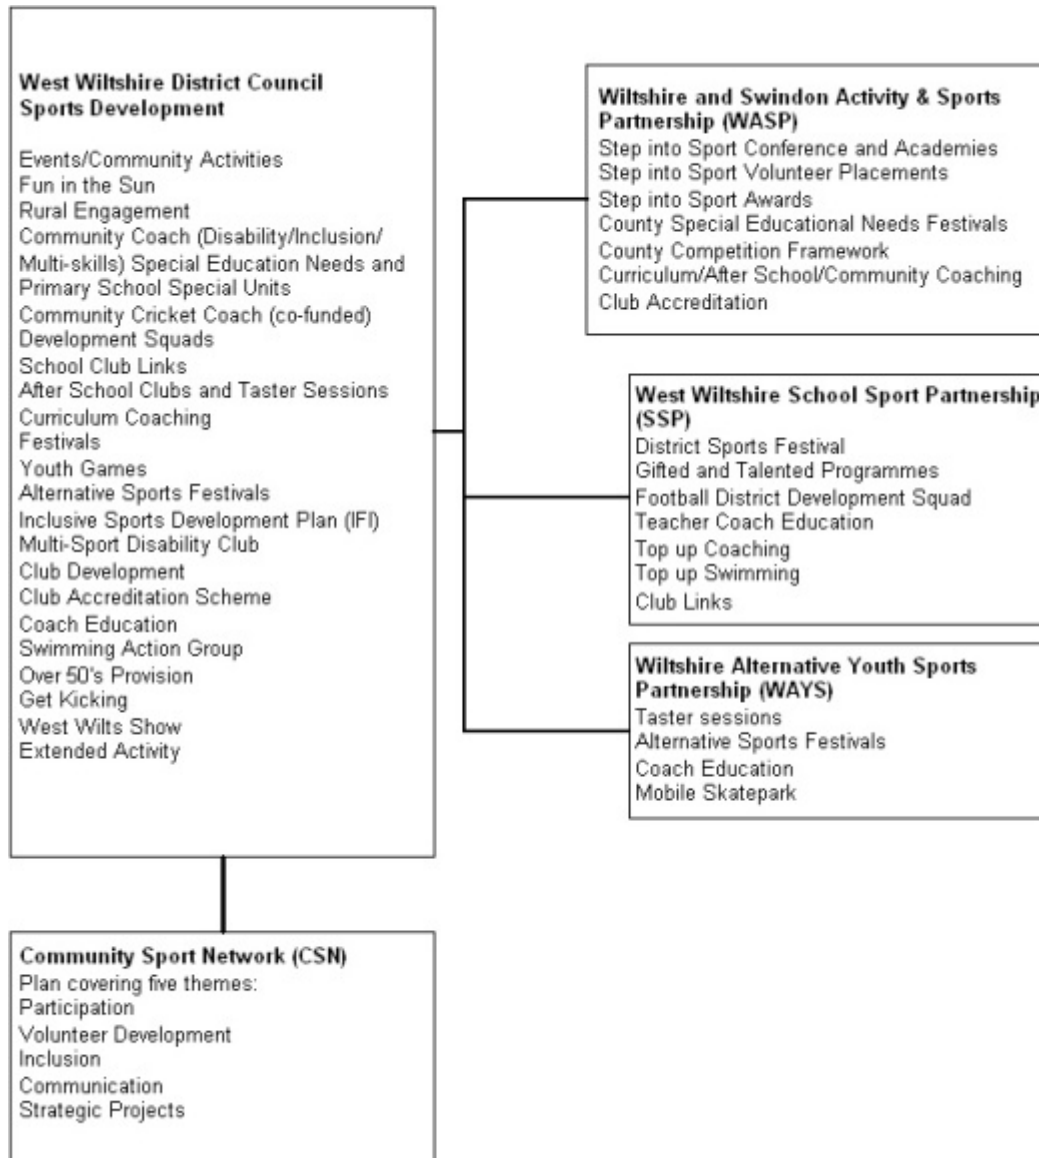 West Wiltshire District Council
Sports Development
Events/Community Activities
Fun in the Sun
Rural Engagement
Community Coach (Disability/Inclusion/
Multi-skills) Special Education Needs and
Primary School Special Units
Community Cricket Coach (co-funded)
Development Squads
School Club Links
After School Clubs and Taster Sessions
Curriculum Coaching
Festivals
Youth Games
Alternative Sports Festivals
Inclusive Sports Development Plan (IFI)
Multi-Sport Disability Club
Club Development
Club Accreditation Scheme
Coach Education
Swimming Action Group
Over 50's Provision
Get Kicking
West Wilts Show
Extended Activity
Wiltshire and Swindon Activity & Sports
Partnership (WASP)
Step into Sport Conference and Academies
Step into Sport Volunteer Placements
Step into Sport Awards
County Special Educational Needs Festivals
County Competition Framework
Curriculum/After School/Community Coaching
Club Accreditation
West Wiltshire School Sport Partnership
(SSP)
District Sports Festival
Gifted and Talented Programmes
Football District Development Squad
Teacher Coach Education
Top up Coaching
Top up Swimming
Club Links
Wiltshire Alternative Youth Sports
Partnership (WAYS)
Taster sessions
Alternative Sports Festivals
Coach Education
Mobile Skatepark
Community Sport Network (CSN)
Plan covering five themes:
Participation
Volunteer Development
Inclusion
Communication
Strategic Projects